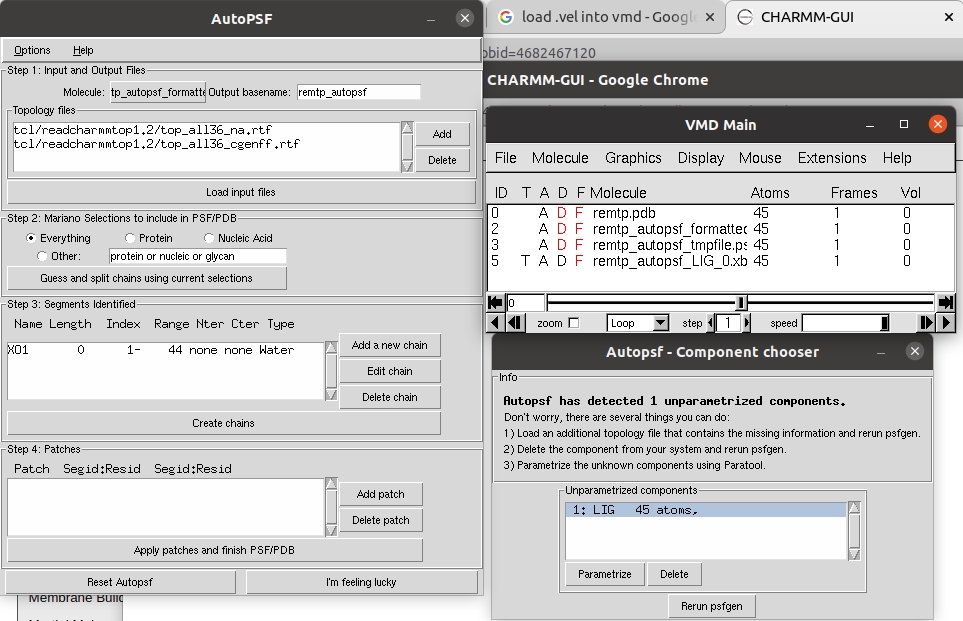 AutoPSF
Options Help
Step 1: Input and Output Files
Molecule: tp_autopsf_formatte Output basename: remtp_autopsf
Topology files
tcl/readcharmmtop1.2/top_all36_na.rtf
tcl/readcharmmtop1.2/top_all36_cgenff.rtf
Add
Delete
Load input files
Step 2: Mariano Selections to include in PSF/PDB
Everything Protein Nucleic Acid
Other: protein or nucleic or glycan
Guess and split chains using current selections
Step 3: Segments Identified
Name Length Index Range Nter Cter Type
XO1 0 1- 44 none none Water
Add a new chain
Edit chain
Delete chain
Create chains
Step 4: Patches
Patch Segid:Resid Segid:Resid
Add patch
Delete patch
Apply patches and finish PSF/PDB
Reset Autopsf I'm feeling lucky
Membrane Build
load .vel into vmd - Google
CHARMM-GUI
obid=4682467120
CHARMM-GUI - Google Chrome
VMD Main
File Molecule Graphics Display Mouse Extensions Help
ID T A D F Molecule Atoms Frames Vol
0 A D F remtp.pdb 45 1 0
2 A D F remtp_autopsf_formatted 45 1 0
3 A D F remtp_autopsf_tmpfile.ps 45 1 0
5 T A D F remtp_autopsf_LIG_0.xb 45 1 0
0
zoom Loop step 1 speed
Autopsf - Component chooser
Info
Autopsf has detected 1 unparametrized components.
Don't worry, there are several things you can do:
1) Load an additional topology file that contains the missing information and rerun psfgen.
2) Delete the component from your system and rerun psfgen.
3) Parametrize the unknown components using Paratool.
Unparametrized components
1: LIG 45 atoms,
Parametrize Delete
Rerun psfgen